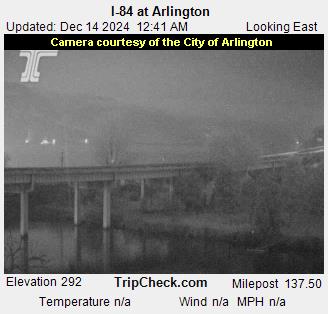 I-84 at Arlington
Updated: Dec 14 2024 12:41 AM Looking East
Camera courtesy of the City of Arlington
Elevation 292 TripCheck.com Milepost 137.50
Temperature n/a Wind n/a MPH n/a